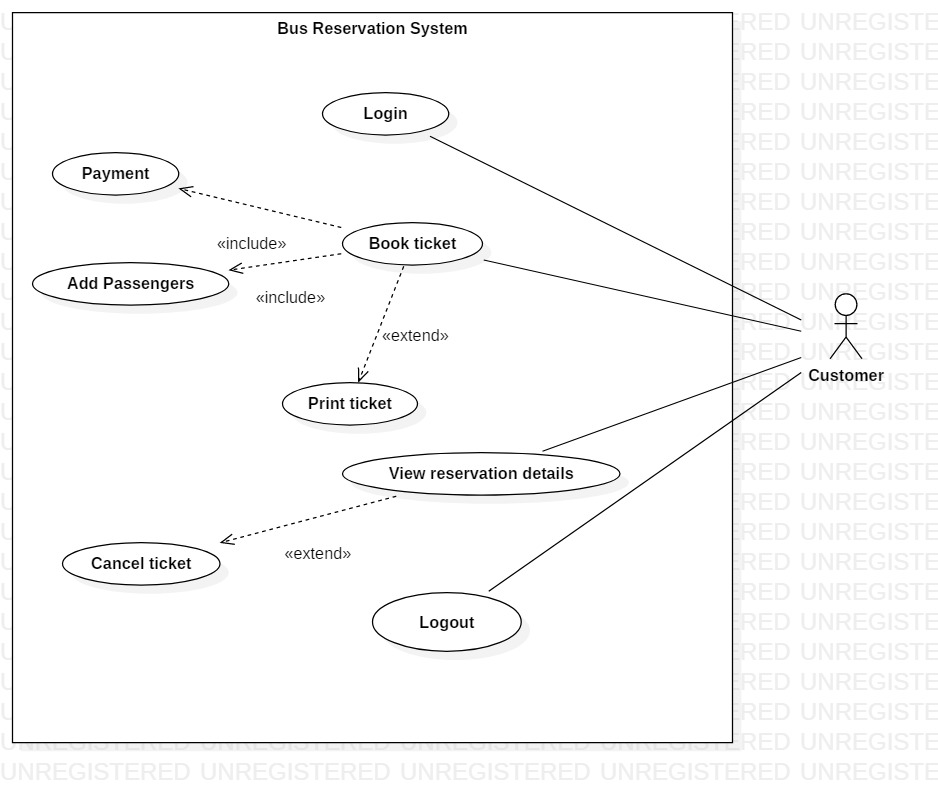 Bus Reservation System
Login
Payment
Book ticket
«include»
Add Passengers
«include»
«extend»
Customer
Print ticket
View reservation details
«extend»
Cancel ticket
Logout
UNREGISTERED UNREGISTERED UNREGISTERED UNREGISTERED UNREGISTE